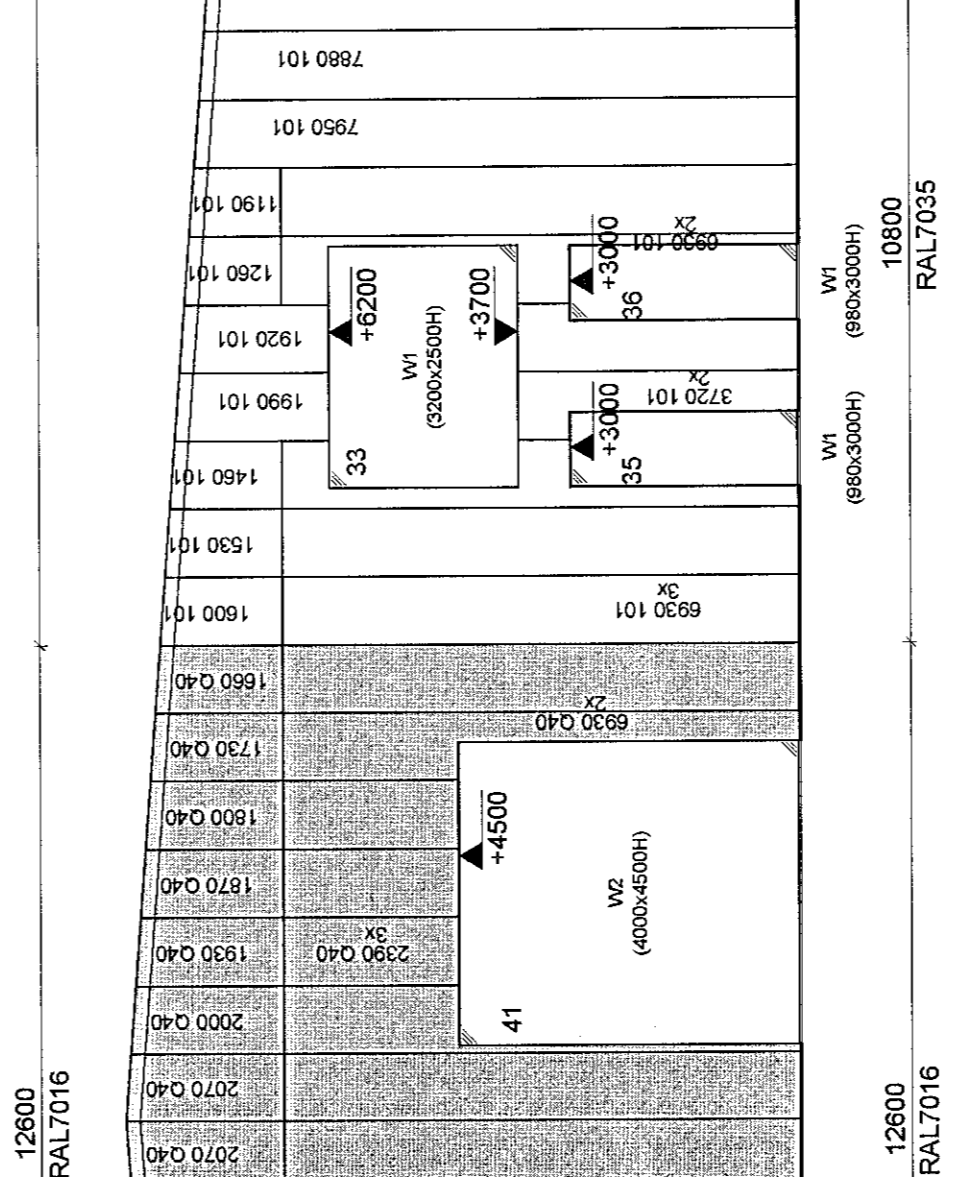 7880 101
7950 101
1190 101
1260 101
1920 101
1990 101
1460 101
1530 101
1600 101
1660 Q40
1730 Q40
1800 Q40
1870 Q40
1930 Q40
2000 Q40
2070 Q40
2070 Q40
+6200
+3700
W1
(3200x2500H)
33
2x
6930 101
+3000
36
W1
(980x3000H)
2x
3720 101
+3000
35
W1
(980x3000H)
3x
6930 101
2x
6930 Q40
+4500
W2
(4000x4500H)
41
3x
2390 Q40
10800
RAL7035
12600
RAL7016
12600
RAL7016